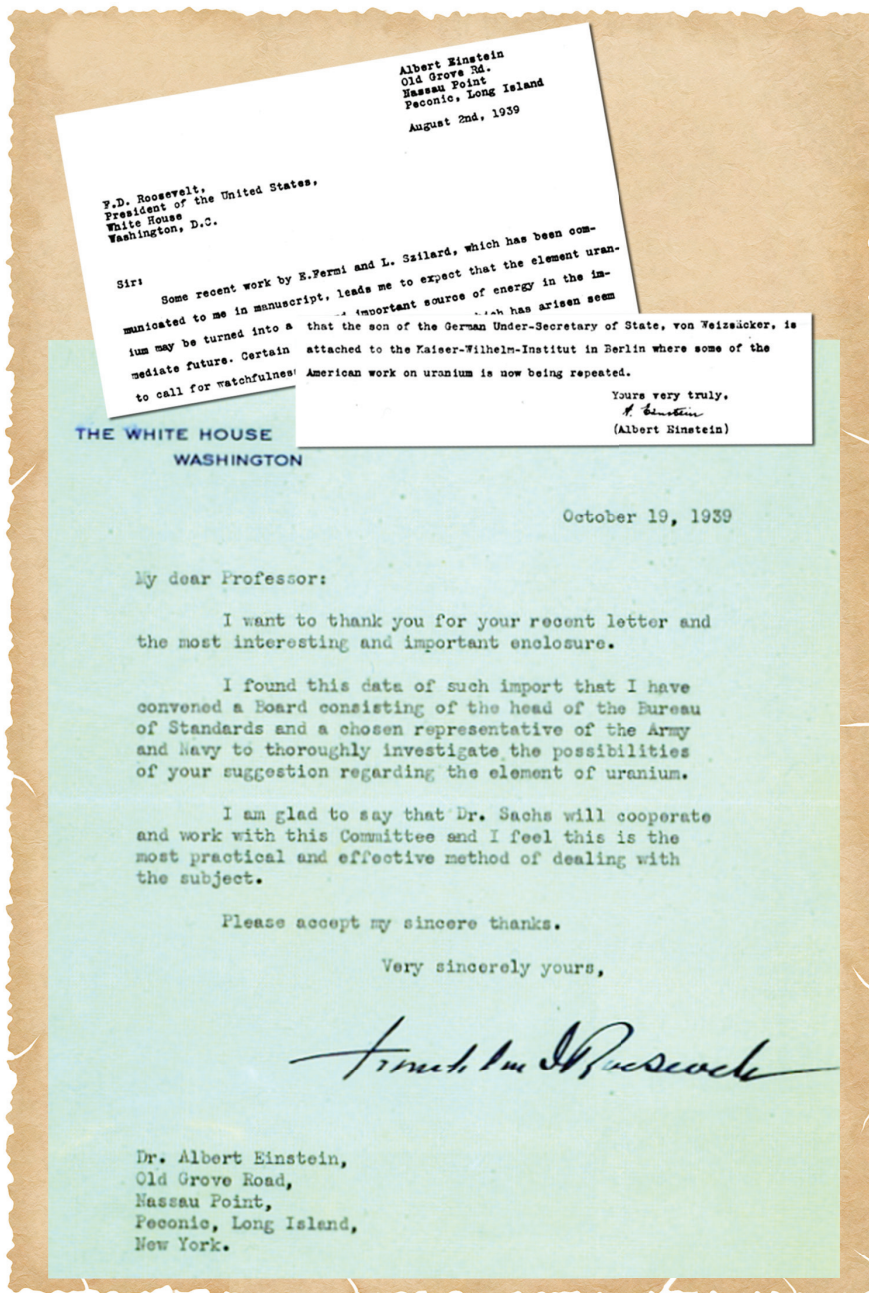 Albert Einstein
Old Grove Rd.
Nassau Point
Peconic, Long Island
August 2nd, 1939
F.D. Roosevelt,
President of the United States,
White House
Washington, D.C.
Sir:
Some recent work by E.Fermi and L. Szilard, which has been com-
municated to me in manuscript, leads me to expect that the element uran-
ium may be turned into a important source of energy in the im-
mediate future. Certain which has arisen seem
to call for watchfulness
that the son of the German Under-Secretary of State, von Weizsäcker, is
attached to the Kaiser-Wilhelm-Institut in Berlin where some of the
American work on uranium is now being repeated.
Yours very truly,
A. Einstein
(Albert Einstein)
THE WHITE HOUSE
WASHINGTON
October 19, 1939
My dear Professor:
I want to thank you for your recent letter and
the most interesting and important enclosure.
I found this data of such import that I have
convened a Board consisting of the head of the Bureau
of Standards and a chosen representative of the Army
and Navy to thoroughly investigate the possibilities
of your suggestion regarding the element of uranium.
I am glad to say that Dr. Sachs will cooperate
and work with this Committee and I feel this is the
most practical and effective method of dealing with
the subject.
Please accept my sincere thanks.
Very sincerely yours,
Franklin D Roosevelt
Dr. Albert Einstein,
Old Grove Road,
Nassau Point,
Peconic, Long Island,
New York.